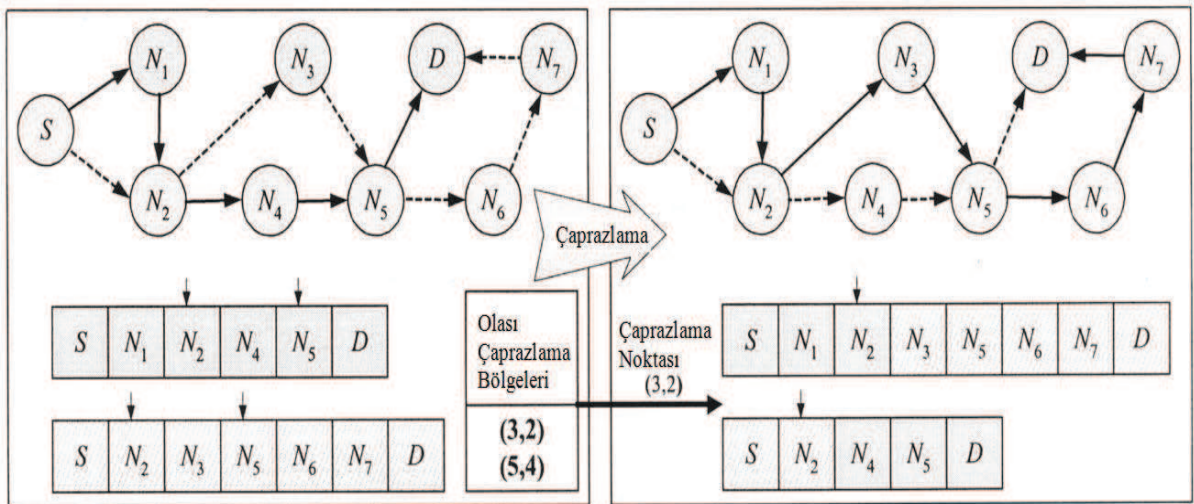 N₁ N₃ D N₇
S
N₂ N₄ N₅ N₆
S N₁ N₂ N₄ N₅ D
S N₂ N₃ N₅ N₆ N₇ D
Olası
Çaprazlama
Bölgeleri
(3,2)
(5,4)
Çaprazlama
N₁ N₃ D N₇
S
N₂ N₄ N₅ N₆
Çaprazlama
Noktası
(3,2)
S N₁ N₂ N₃ N₅ N₆ N₇ D
S N₂ N₄ N₅ D